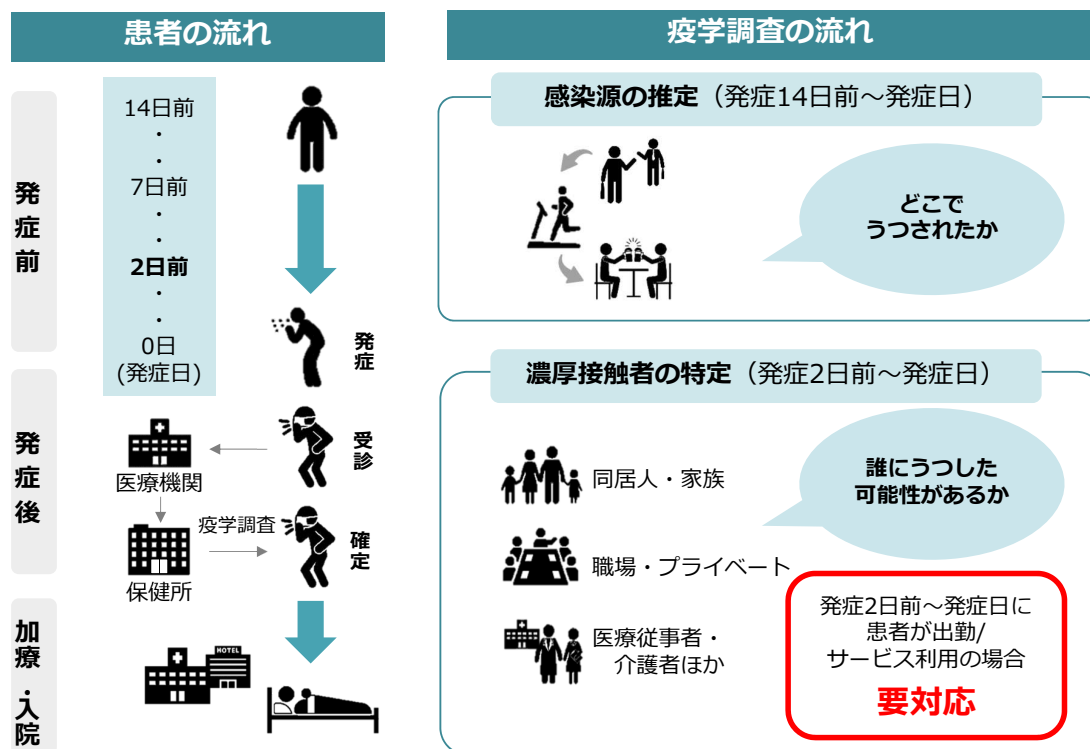 患者の流れ
発症前
14日前
・
・
7日前
・
・
2日前
・
・
0日
(発症日)
発症
発症後
受診
医療機関
疫学調査
確定
保健所
加療・入院
HOTEL
疫学調査の流れ
感染源の推定（発症14日前～発症日）
どこで
うつされたか
濃厚接触者の特定（発症2日前～発症日）
誰にうつした
可能性があるか
同居人・家族
職場・プライベート
医療従事者・
介護者ほか
発症2日前～発症日に
患者が出勤/
サービス利用の場合
要対応